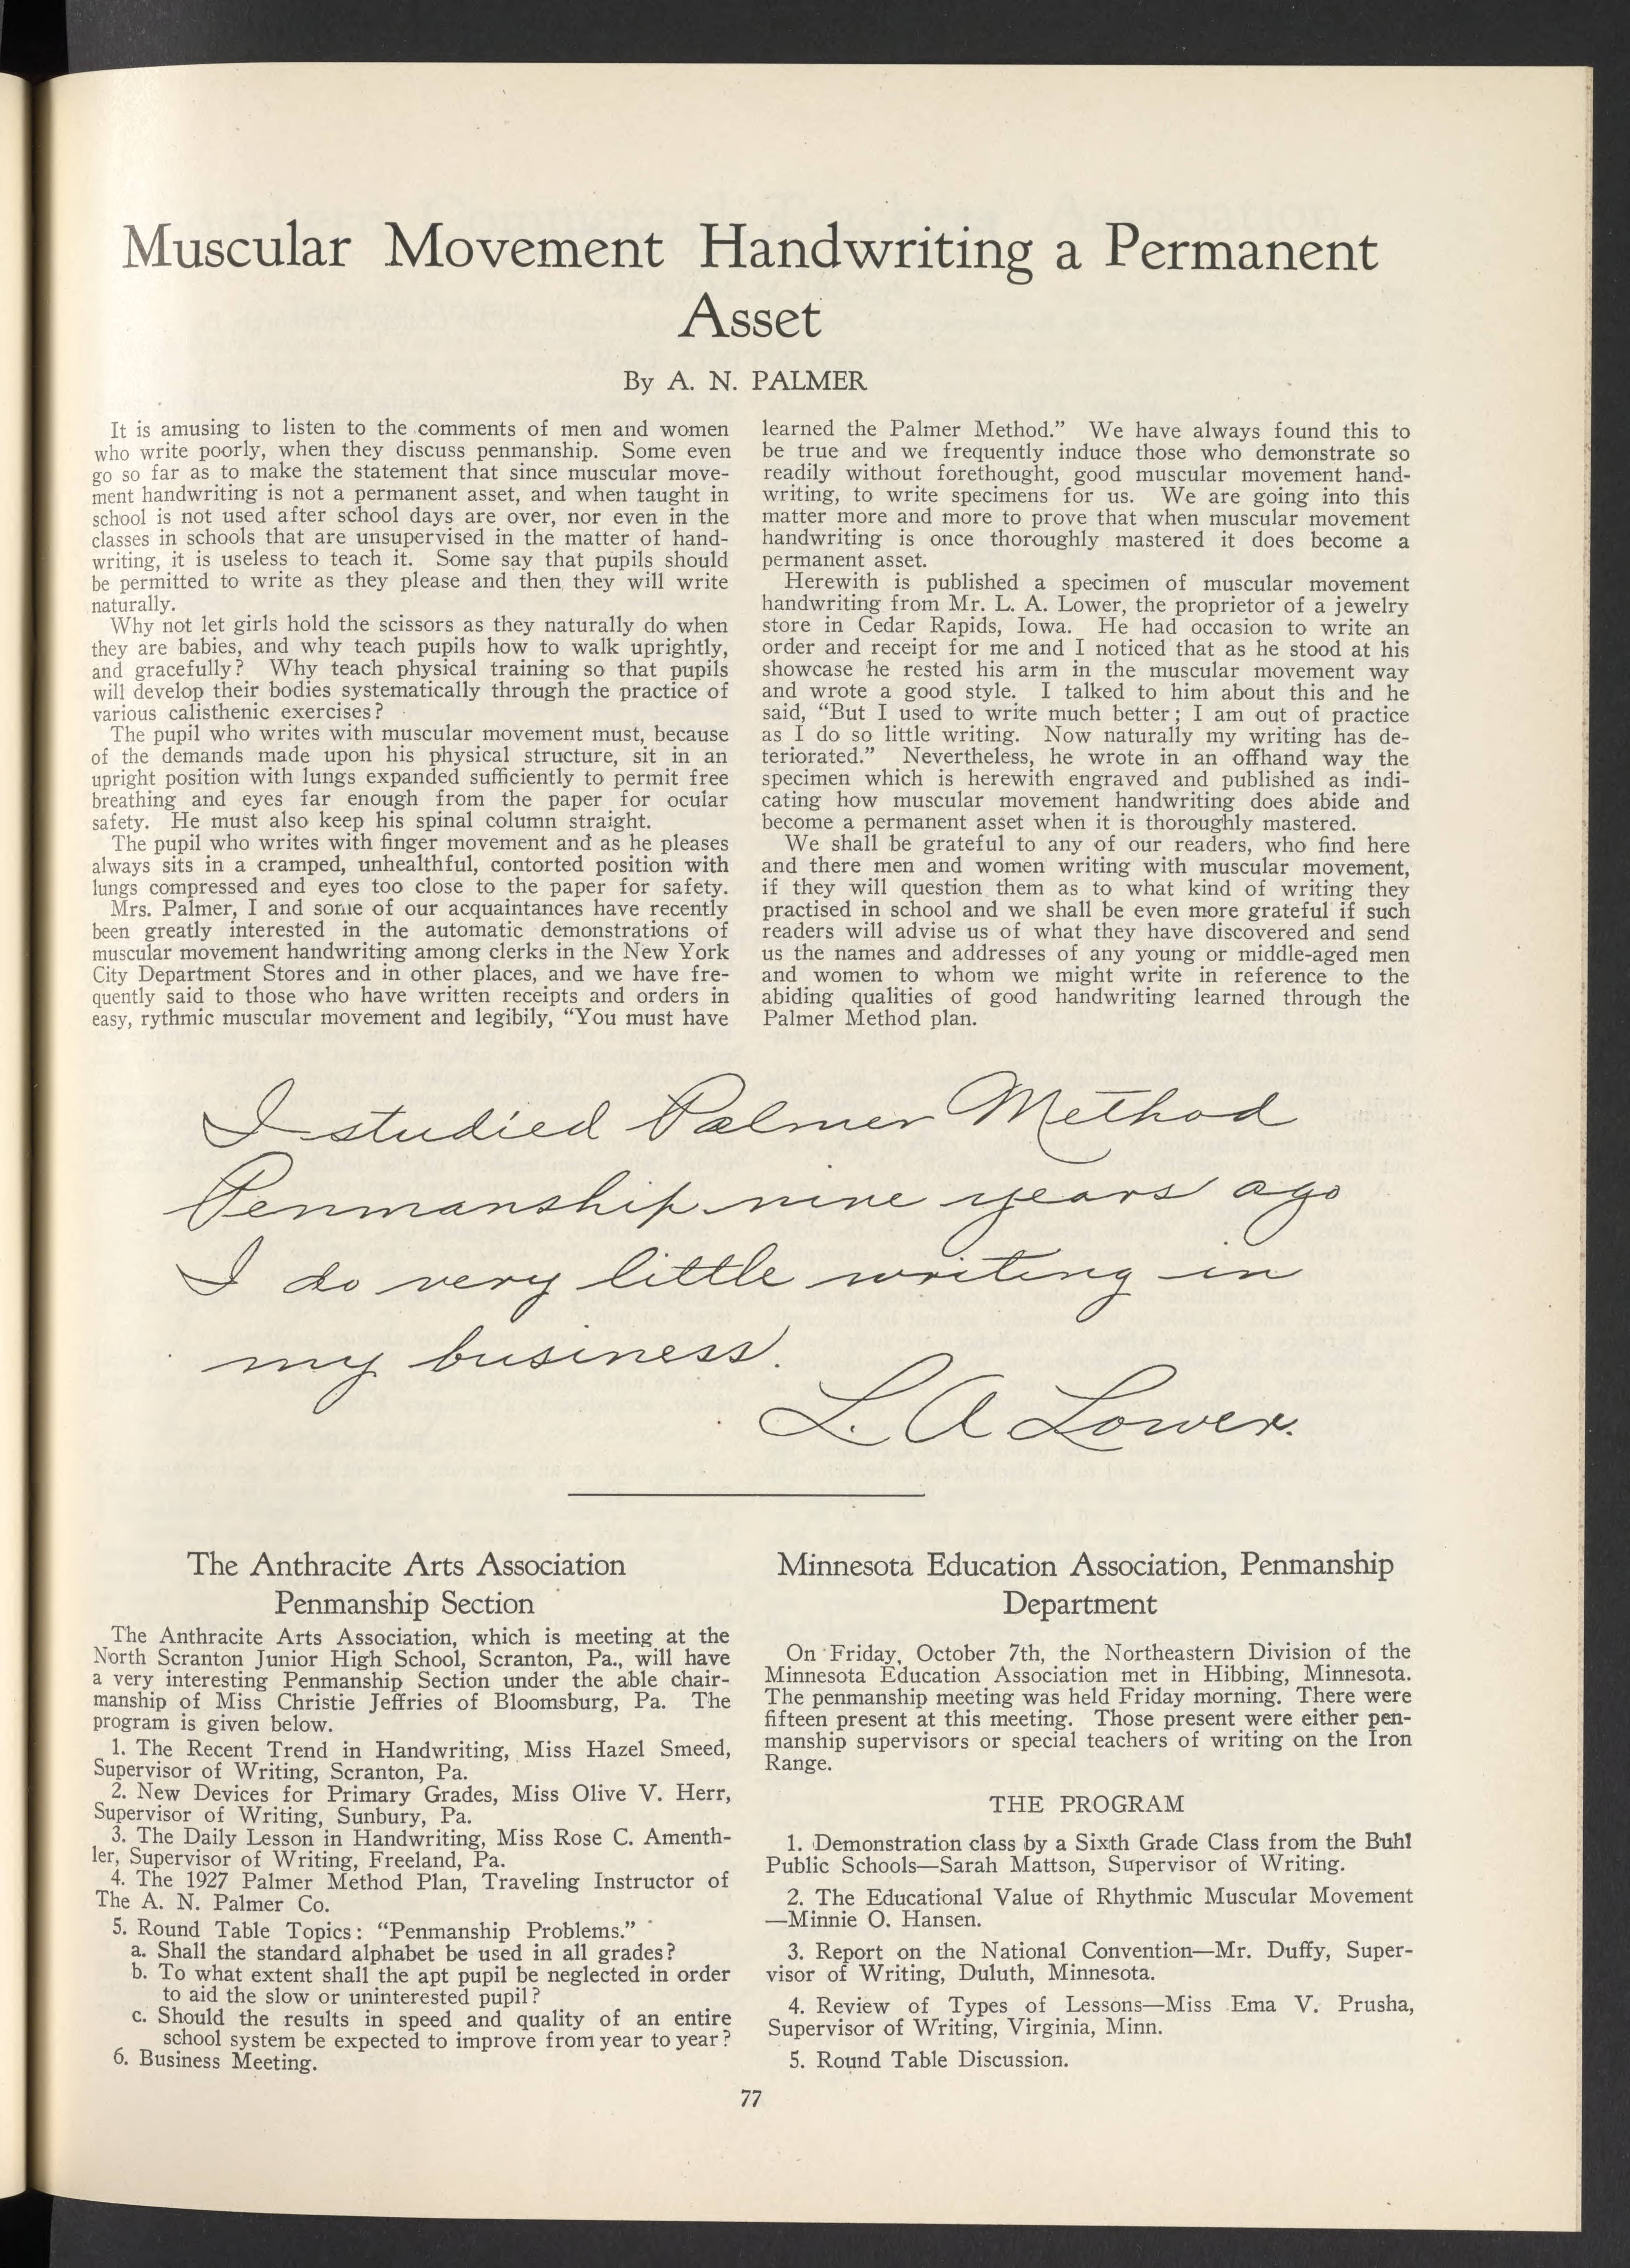 Muscular Movement Handwriting a Permanent
Asset
By A. N. PALMER
It is amusing to listen to the comments of men and women
who write poorly, when they discuss penmanship. Some even
go so far as to make the statement that since muscular move-
ment handwriting is not a permanent asset, and when taught in
school is not used after school days are over, nor even in the
classes in schools that are unsupervised in the matter of hand-
writing, it is useless to teach it. Some say that pupils should
be permitted to write as they please and then they will write
naturally.
Why not let girls hold the scissors as they naturally do when
they are babies, and why teach pupils how to walk uprightly,
and gracefully? Why teach physical training so that pupils
will develop their bodies systematically through the practice of
various calisthenic exercises?
The pupil who writes with muscular movement must, because
of the demands made upon his physical structure, sit in an
upright position with lungs expanded sufficiently to permit free
breathing and eyes far enough from the paper for ocular
safety. He must also keep his spinal column straight.
The pupil who writes with finger movement and as he pleases
always sits in a cramped, unhealthful, contorted position with
lungs compressed and eyes too close to the paper for safety.
Mrs. Palmer, I and some of our acquaintances have recently
been greatly interested in the automatic demonstrations of
muscular movement handwriting among clerks in the New York
City Department Stores and in other places, and we have fre-
quently said to those who have written receipts and orders in
easy, rythmic muscular movement and legibily, “You must have
learned the Palmer Method.” We have always found this to
be true and we frequently induce those who demonstrate so
readily without forethought, good muscular movement hand-
writing, to write specimens for us. We are going into this
matter more and more to prove that when muscular movement
handwriting is once thoroughly mastered it does become a
permanent asset.
Herewith is published a specimen of muscular movement
handwriting from Mr. L. A. Lower, the proprietor of a jewelry
store in Cedar Rapids, Iowa. He had occasion to write an
order and receipt for me and I noticed that as he stood at his
showcase he rested his arm in the muscular movement way
and wrote a good style. I talked to him about this and he
said, “But I used to write much better; I am out of practice
as I do so little writing. Now naturally my writing has de-
teriorated.” Nevertheless, he wrote in an offhand way the
specimen which is herewith engraved and published as indi-
cating how muscular movement handwriting does abide and
become a permanent asset when it is thoroughly mastered.
We shall be grateful to any of our readers, who find here
and there men and women writing with muscular movement,
if they will question them as to what kind of writing they
practised in school and we shall be even more grateful if such
readers will advise us of what they have discovered and send
us the names and addresses of any young or middle-aged men
and women to whom we might write in reference to the
abiding qualities of good handwriting learned through the
Palmer Method plan.
I studied Palmer Method
Penmanship nine years ago
I do very little writing in
my business.
L. A Lower.
The Anthracite Arts Association
Penmanship Section
The Anthracite Arts Association, which is meeting at the
North Scranton Junior High School, Scranton, Pa., will have
a very interesting Penmanship Section under the able chair-
manship of Miss Christie Jeffries of Bloomsburg, Pa. The
program is given below.
1. The Recent Trend in Handwriting, Miss Hazel Smeed,
Supervisor of Writing, Scranton, Pa.
2. New Devices for Primary Grades, Miss Olive V. Herr,
Supervisor of Writing, Sunbury, Pa.
3. The Daily Lesson in Handwriting, Miss Rose C. Amenth-
ler, Supervisor of Writing, Freeland, Pa.
4. The 1927 Palmer Method Plan, Traveling Instructor of
The A. N. Palmer Co.
5. Round Table Topics: “Penmanship Problems.”
a. Shall the standard alphabet be used in all grades?
b. To what extent shall the apt pupil be neglected in order
to aid the slow or uninterested pupil?
c. Should the results in speed and quality of an entire
school system be expected to improve from year to year?
6. Business Meeting.
Minnesota Education Association, Penmanship
Department
On Friday, October 7th, the Northeastern Division of the
Minnesota Education Association met in Hibbing, Minnesota.
The penmanship meeting was held Friday morning. There were
fifteen present at this meeting. Those present were either pen-
manship supervisors or special teachers of writing on the Iron
Range.
THE PROGRAM
1. Demonstration class by a Sixth Grade Class from the Buhl
Public Schools—Sarah Mattson, Supervisor of Writing.
2. The Educational Value of Rhythmic Muscular Movement
—Minnie O. Hansen.
3. Report on the National Convention—Mr. Duffy, Super-
visor of Writing, Duluth, Minnesota.
4. Review of Types of Lessons—Miss Ema V. Prusha,
Supervisor of Writing, Virginia, Minn.
5. Round Table Discussion.
77